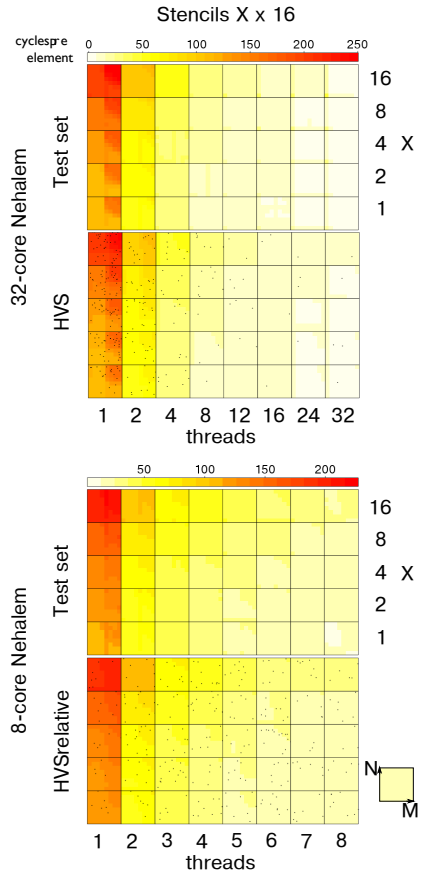 Stencils X x 16
cyclespre
element
0 50 100 150 200 250
16
8
4 X
2
1
32-core Nehalem
Test set
HVS
1 2 4 8 12 16 24 32
threads
50 100 150 200
16
8
4 X
2
1
8-core Nehalem
Test set
HVSrelative
N
M
1 2 3 4 5 6 7 8
threads